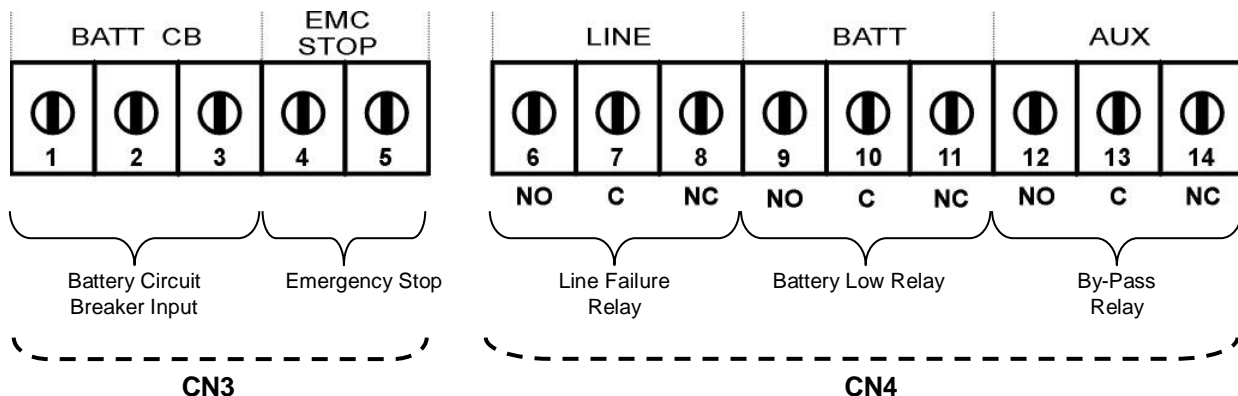 BATT CB
EMC STOP
LINE
BATT
AUX
1 2 3 4 5
6 7 8 9 10 11 12 13 14
NO C NC NO C NC NO C NC
Battery Circuit
Breaker Input
Emergency Stop
Line Failure
Relay
Battery Low Relay
By-Pass
Relay
CN3
CN4